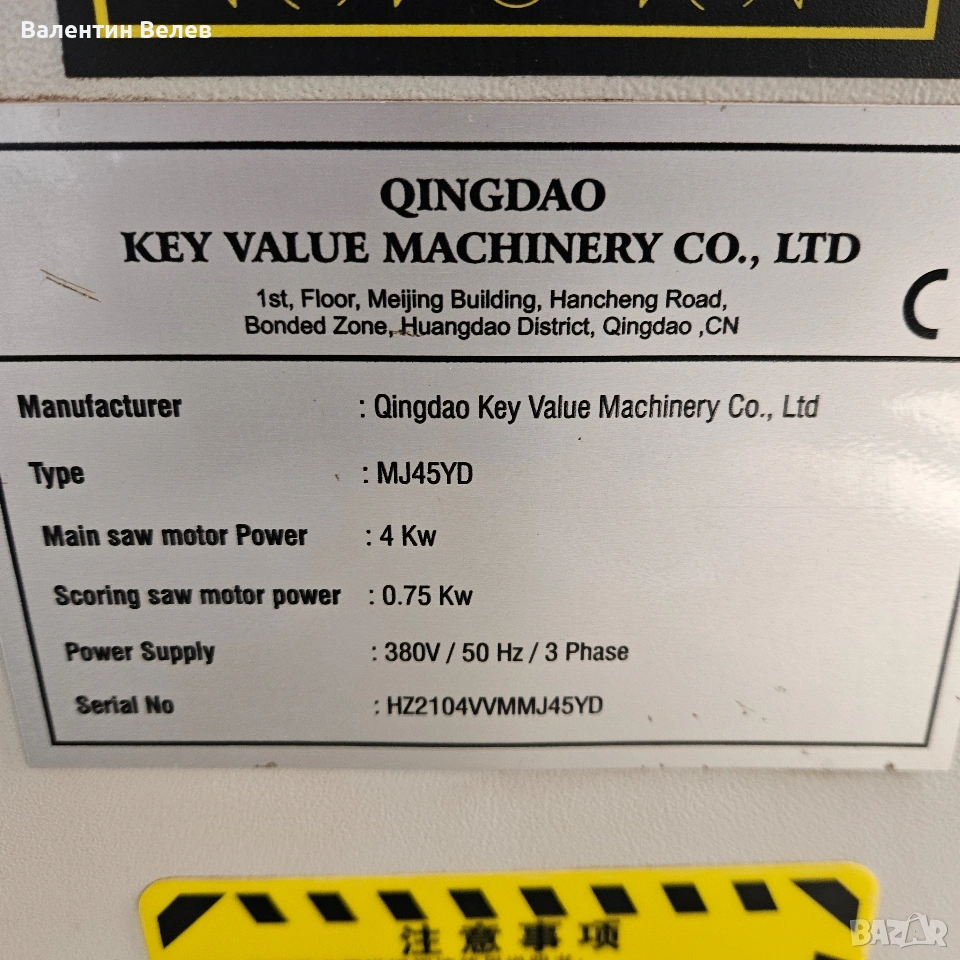 Валентин Велев
QINGDAO
KEY VALUE MACHINERY CO., LTD
1st, Floor, Meijing Building, Hancheng Road,
Bonded Zone, Huangdao District, Qingdao ,CN
Manufacturer : Qingdao Key Value Machinery Co., Ltd
Type : MJ45YD
Main saw motor Power : 4 Kw
Scoring saw motor power : 0.75 Kw
Power Supply : 380V / 50 Hz / 3 Phase
Serial No : HZ2104VVMMJ45YD
注意事项
BAZAR